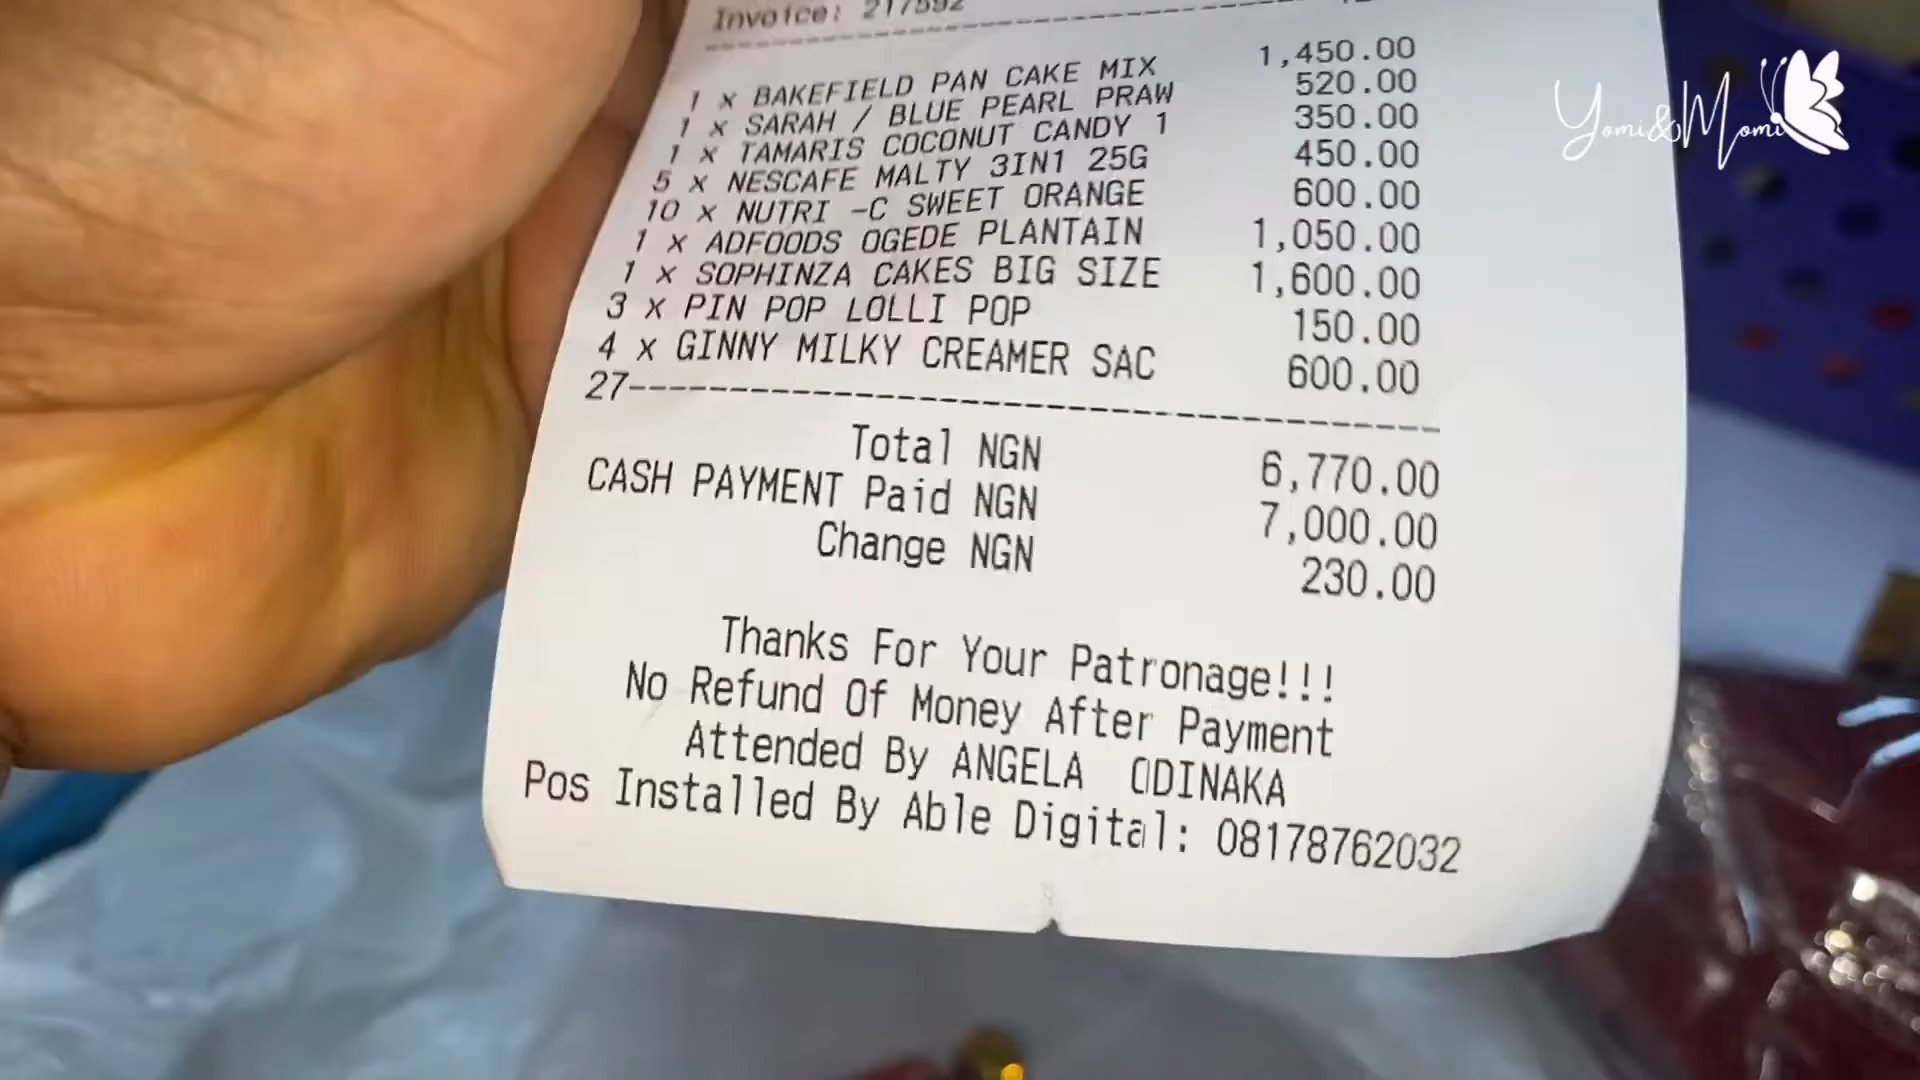 Invoice: 217592
1 x BAKEFIELD PAN CAKE MIX 1,450.00
1 x SARAH / BLUE PEARL PRAW 520.00
1 x TAMARIS COCONUT CANDY 1 350.00
5 x NESCAFE MALTY 3IN1 25G 450.00
10 x NUTRI -C SWEET ORANGE 600.00
1 x ADFOODS OGEDE PLANTAIN 1,050.00
1 x SOPHINZA CAKES BIG SIZE 1,600.00
3 x PIN POP LOLLI POP 150.00
4 x GINNY MILKY CREAMER SAC 600.00
27--------------------------------
Total NGN 6,770.00
CASH PAYMENT Paid NGN 7,000.00
Change NGN 230.00
Thanks For Your Patronage!!!
No Refund Of Money After Payment
Attended By ANGELA ODINAKA
Pos Installed By Able Digital: 08178762032
Yomi&Momi